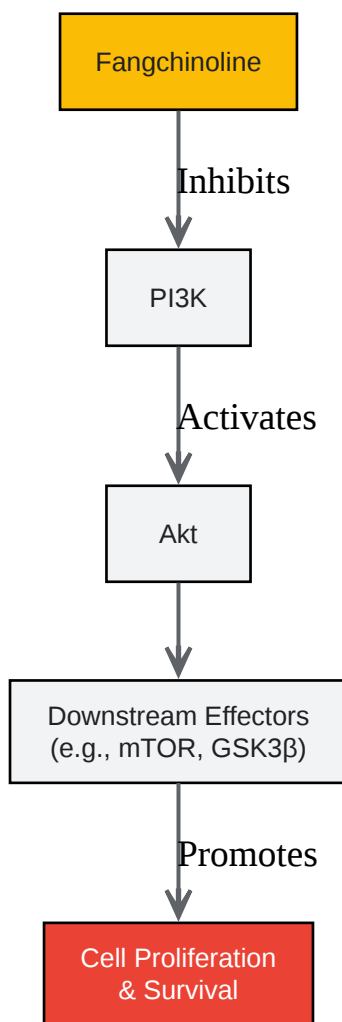 Fangchinoline
Inhibits
PI3K
Activates
Akt
Downstream Effectors
(e.g., mTOR, GSK3β)
Promotes
Cell Proliferation
& Survival